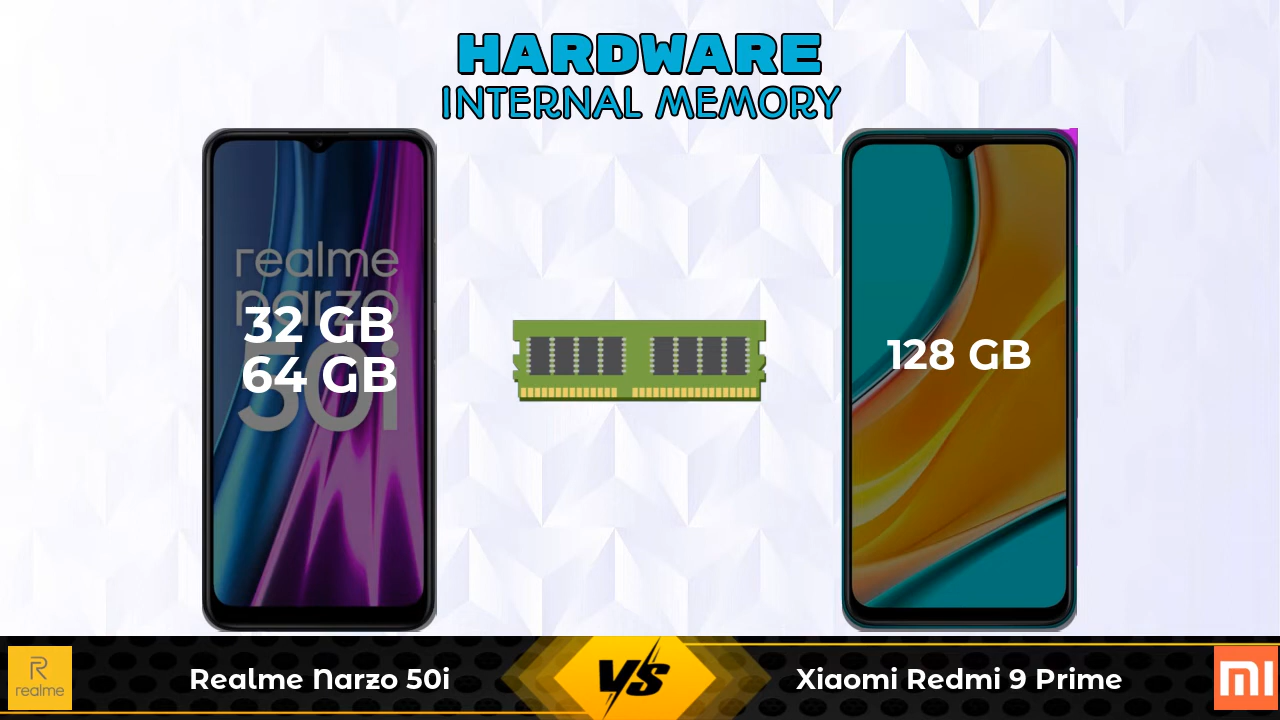 HARDWARE
INTERNAL MEMORY
realme
narzo
50i
32 GB
64 GB
128 GB
realme
Realme Narzo 50i
VS
Xiaomi Redmi 9 Prime
mi